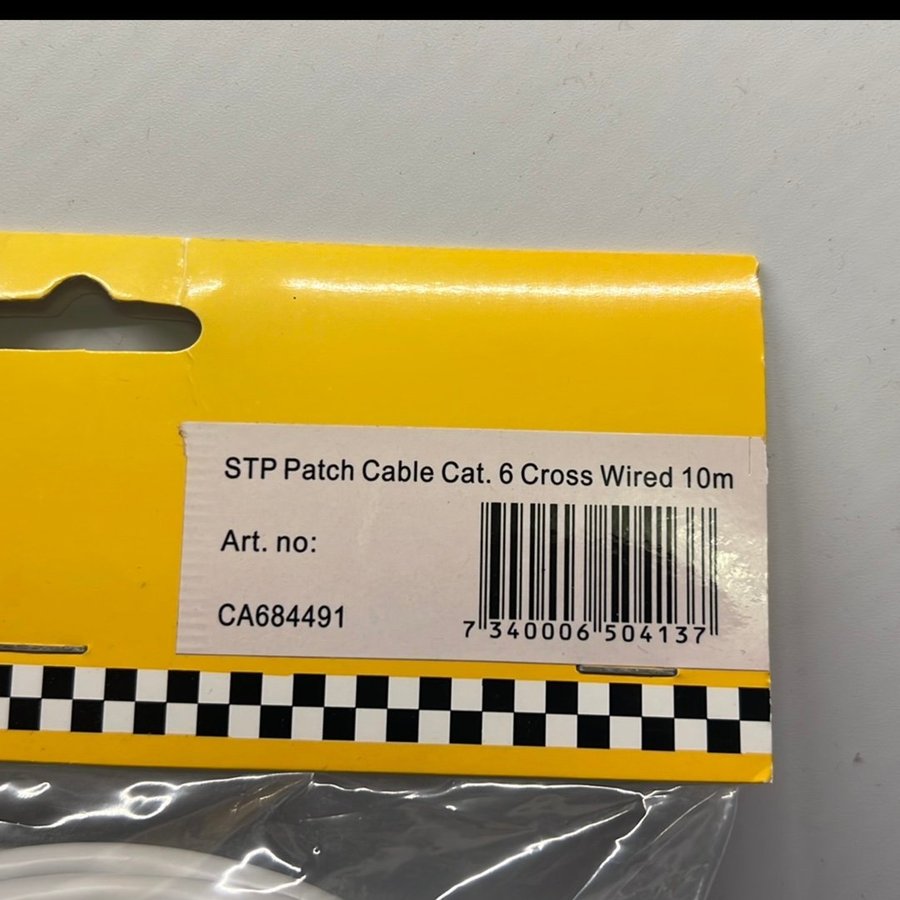 STP Patch Cable Cat. 6 Cross Wired 10m
Art. no:
CA684491
7 340006 504137